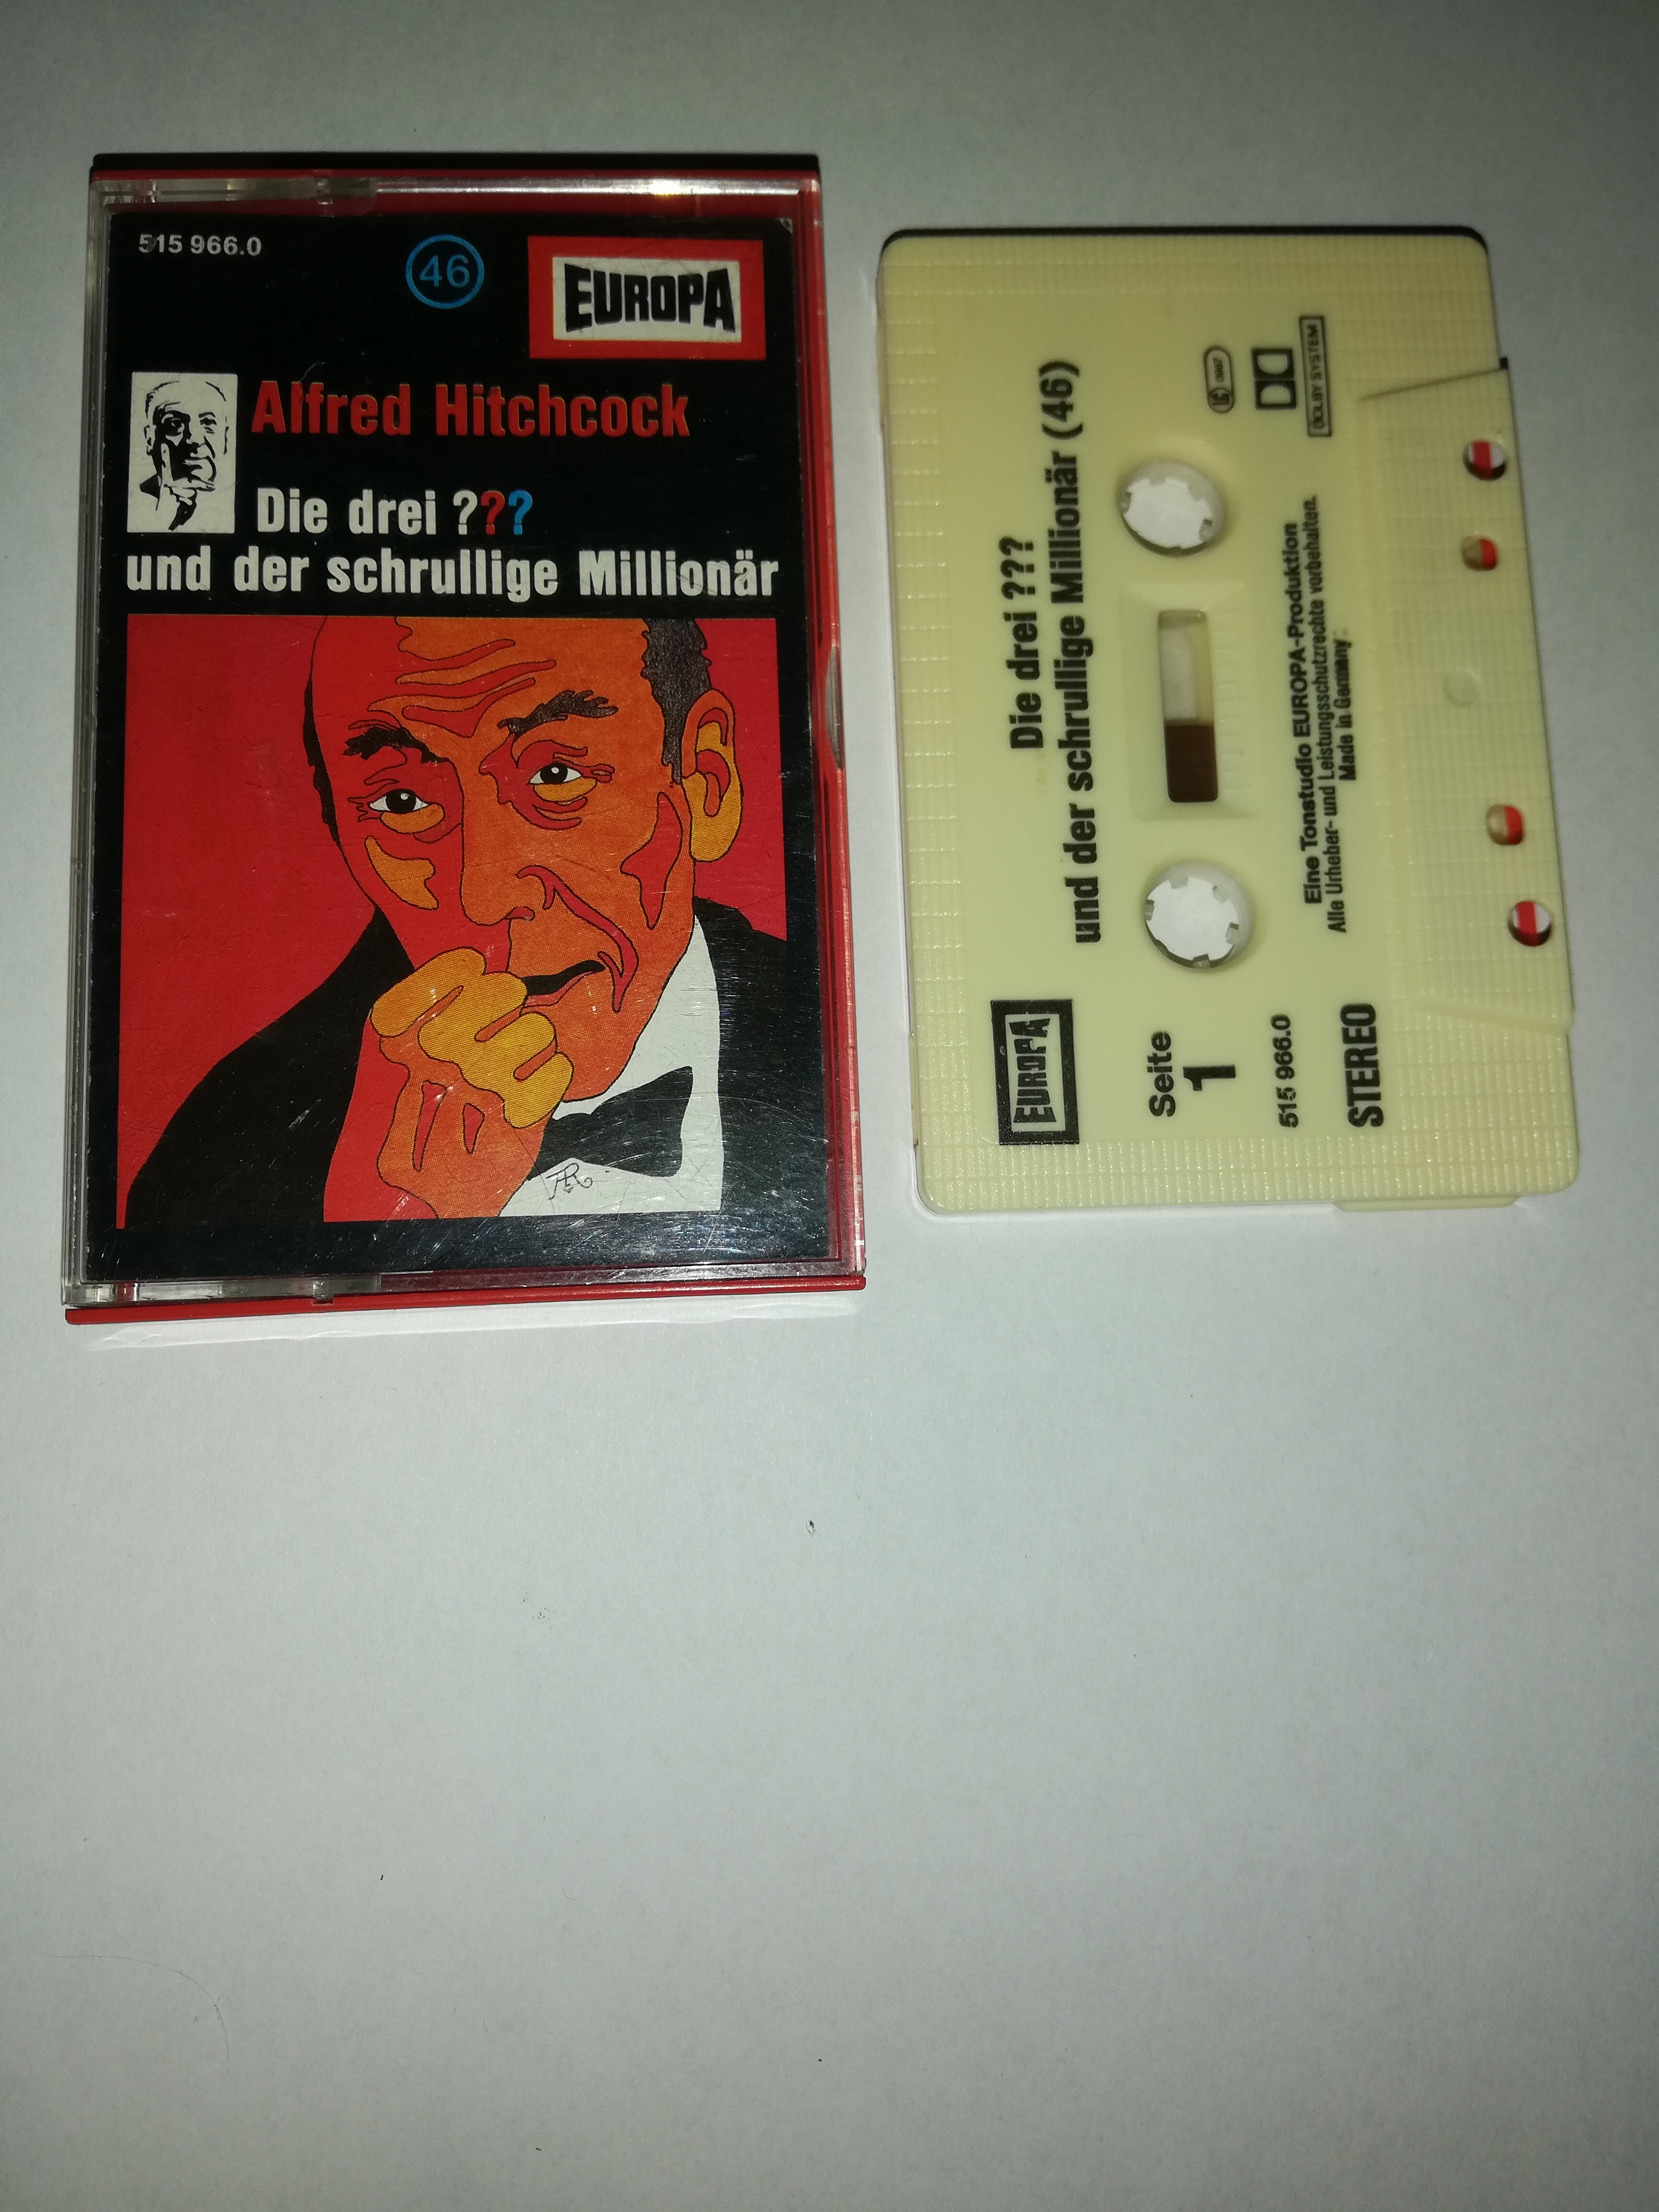 515 966.0
46
EUROPA
Alfred Hitchcock
Die drei ???
und der schrullige Millionär
AR
Die drei ???
und der schrullige Millionär (46)
EUROPA
Seite
1
515 966.0
STEREO
Eine Tonstudio EUROPA-Produktion
Alle Urheber- und Leistungsschutzrechte vorbehalten.
Made in Germany
DOLBY SYSTEM